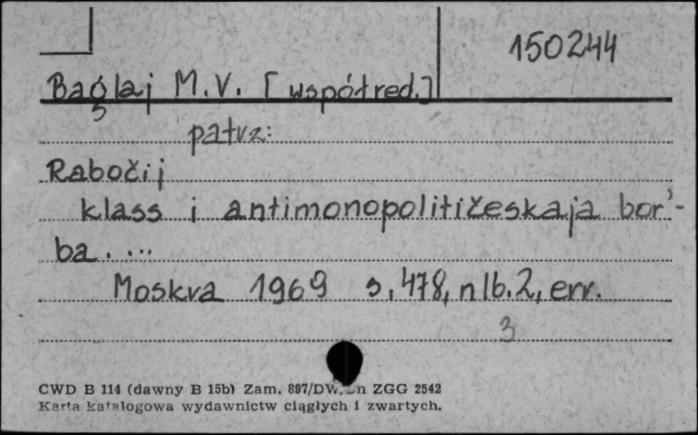 150244
Baglaj M.V. [współred.]
patrz:
Rabočij
klass i antimonopolitičeskaja bor'-
ba. ...
Moskva 1969 s. 478, nlb. 2, err.
3
CWD B 114 (dawny B 15b) Zam. 897/DW. n ZGG 2542
Karta katalogowa wydawnictw ciągłych i zwartych.